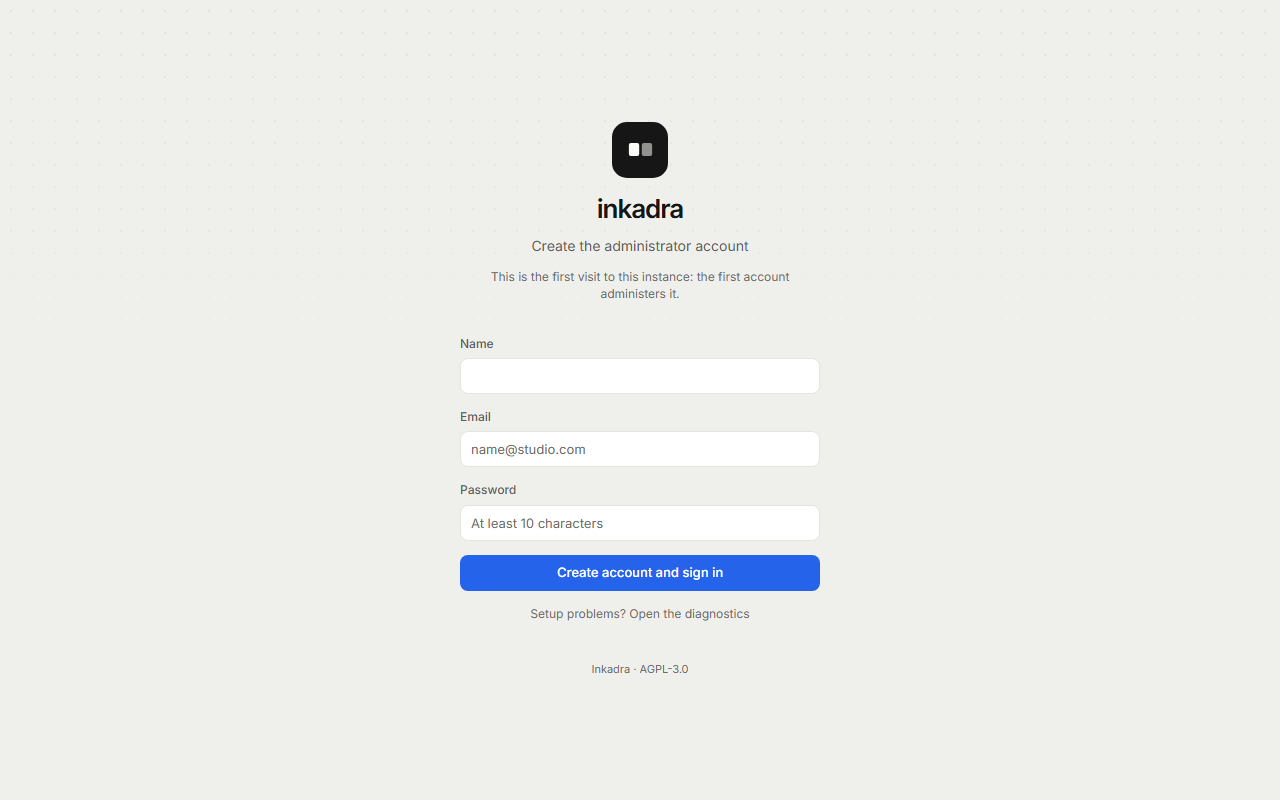 inkadra
Create the administrator account
This is the first visit to this instance: the first account
administers it.
Name
Email
name@studio.com
Password
At least 10 characters
Create account and sign in
Setup problems? Open the diagnostics
Inkadra · AGPL-3.0